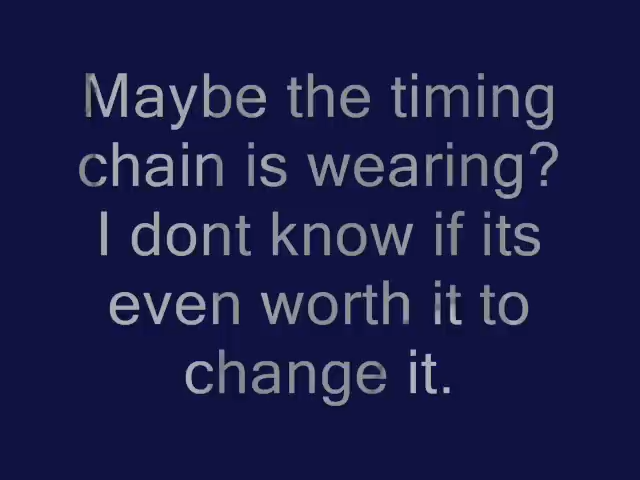 Maybe the timing
chain is wearing?
I dont know if its
even worth it to
change it.